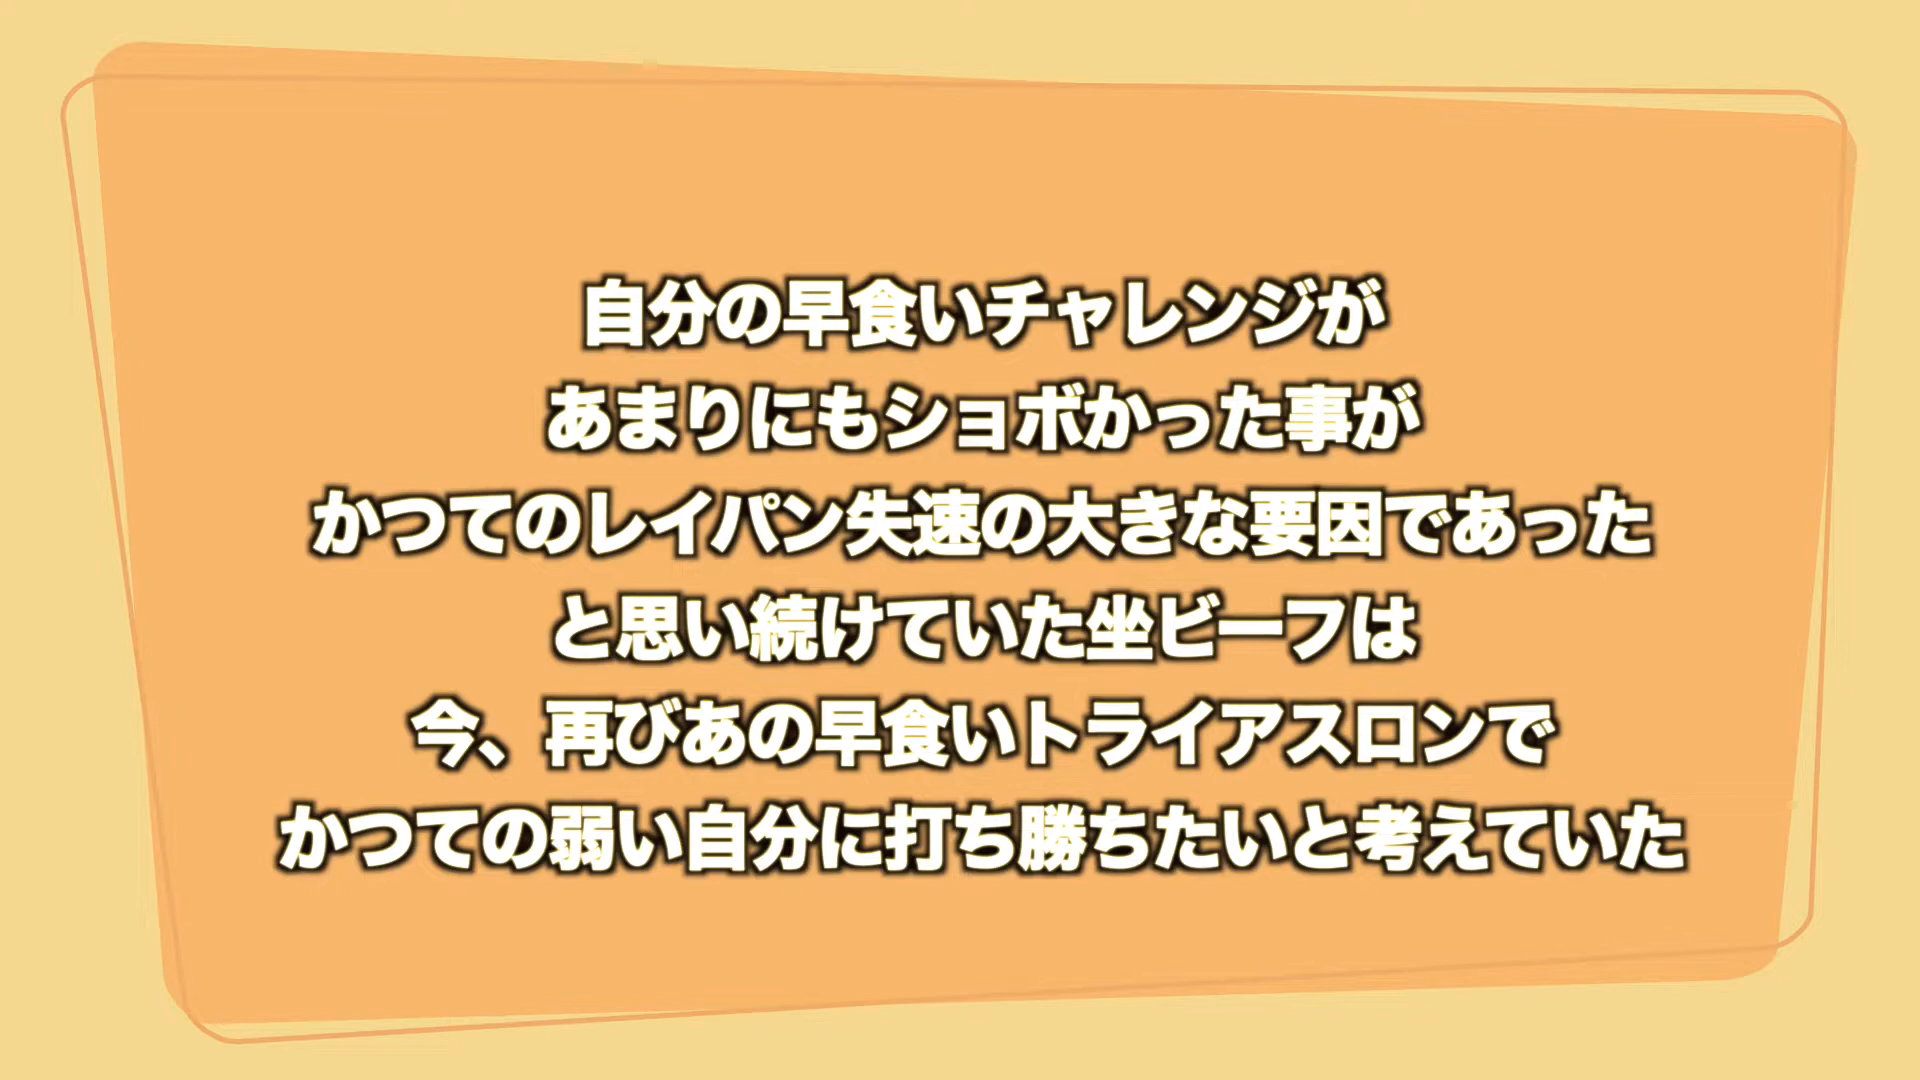 自分の早食いチャレンジが
あまりにもショボかった事が
かつてのレイパン失速の大きな要因であった
と思い続けていた坐ビーフは
今、再びあの早食いトライアスロンで
かつての弱い自分に打ち勝ちたいと考えていた